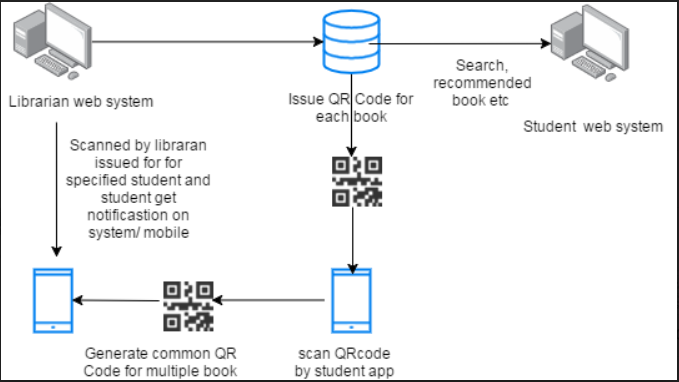 Librarian web system
Issue QR Code for
each book
Search,
recommended
book etc
Student web system
Scanned by libraran
issued for for
specified student and
student get
notificastion on
system/ mobile
Generate common QR
Code for multiple book
scan QRcode
by student app